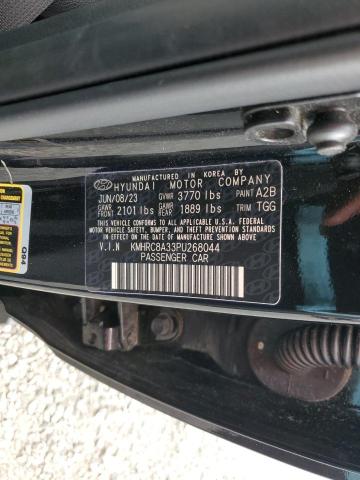 MANUFACTURED IN KOREA BY
HYUNDAI MOTOR COMPANY
JUN/08/23 GVWR 3770 lbs PAINT A2B
GAWR FRONT 2101 lbs GAWR REAR 1889 lbs TRIM TGG
THIS VEHICLE CONFORMS TO ALL APPLICABLE U.S.A FEDERAL MOTOR
VEHICLE SAFETY, BUMPER, AND THEFT PREVENTION STANDARDS
IN EFFECT ON THE DATE OF MANUFACTURE SHOWN ABOVE.
V.I.N KMHRC8A33PU268044
PASSENGER CAR
Q94